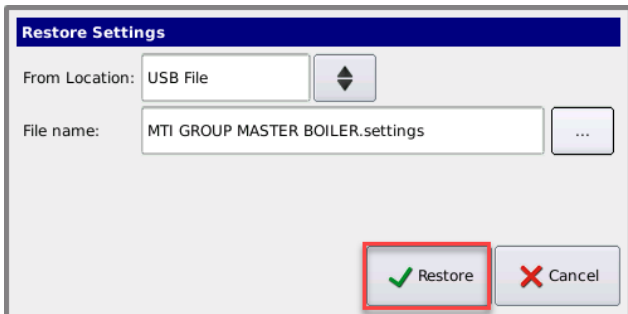 Restore Settings
From Location: USB File
File name: MTI GROUP MASTER BOILER.settings ...
Restore Cancel